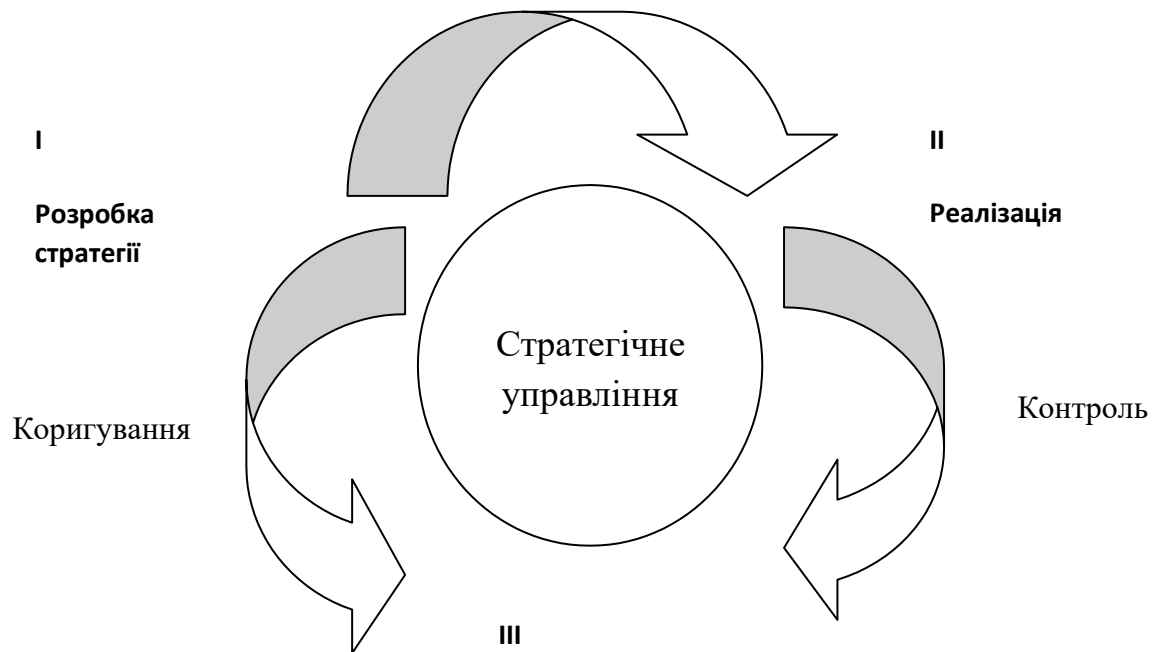 I
Розробка
стратегії
II
Реалізація
Стратегічне
управління
Коригування
Контроль
III